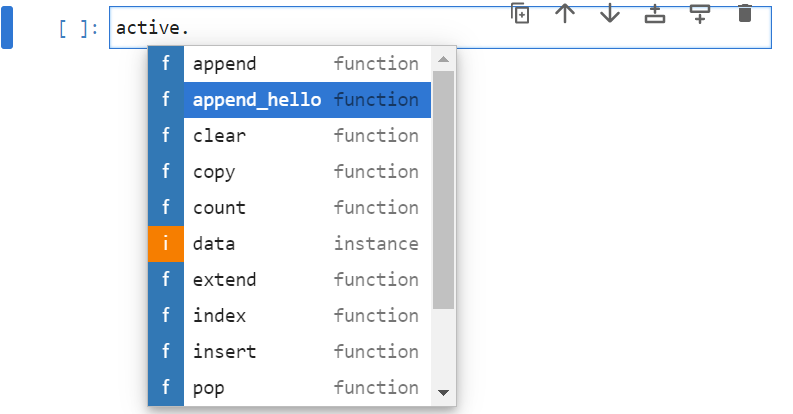 [ ]: active.
f append function
f append_hello function
f clear function
f copy function
f count function
i data instance
f extend function
f index function
f insert function
f pop function